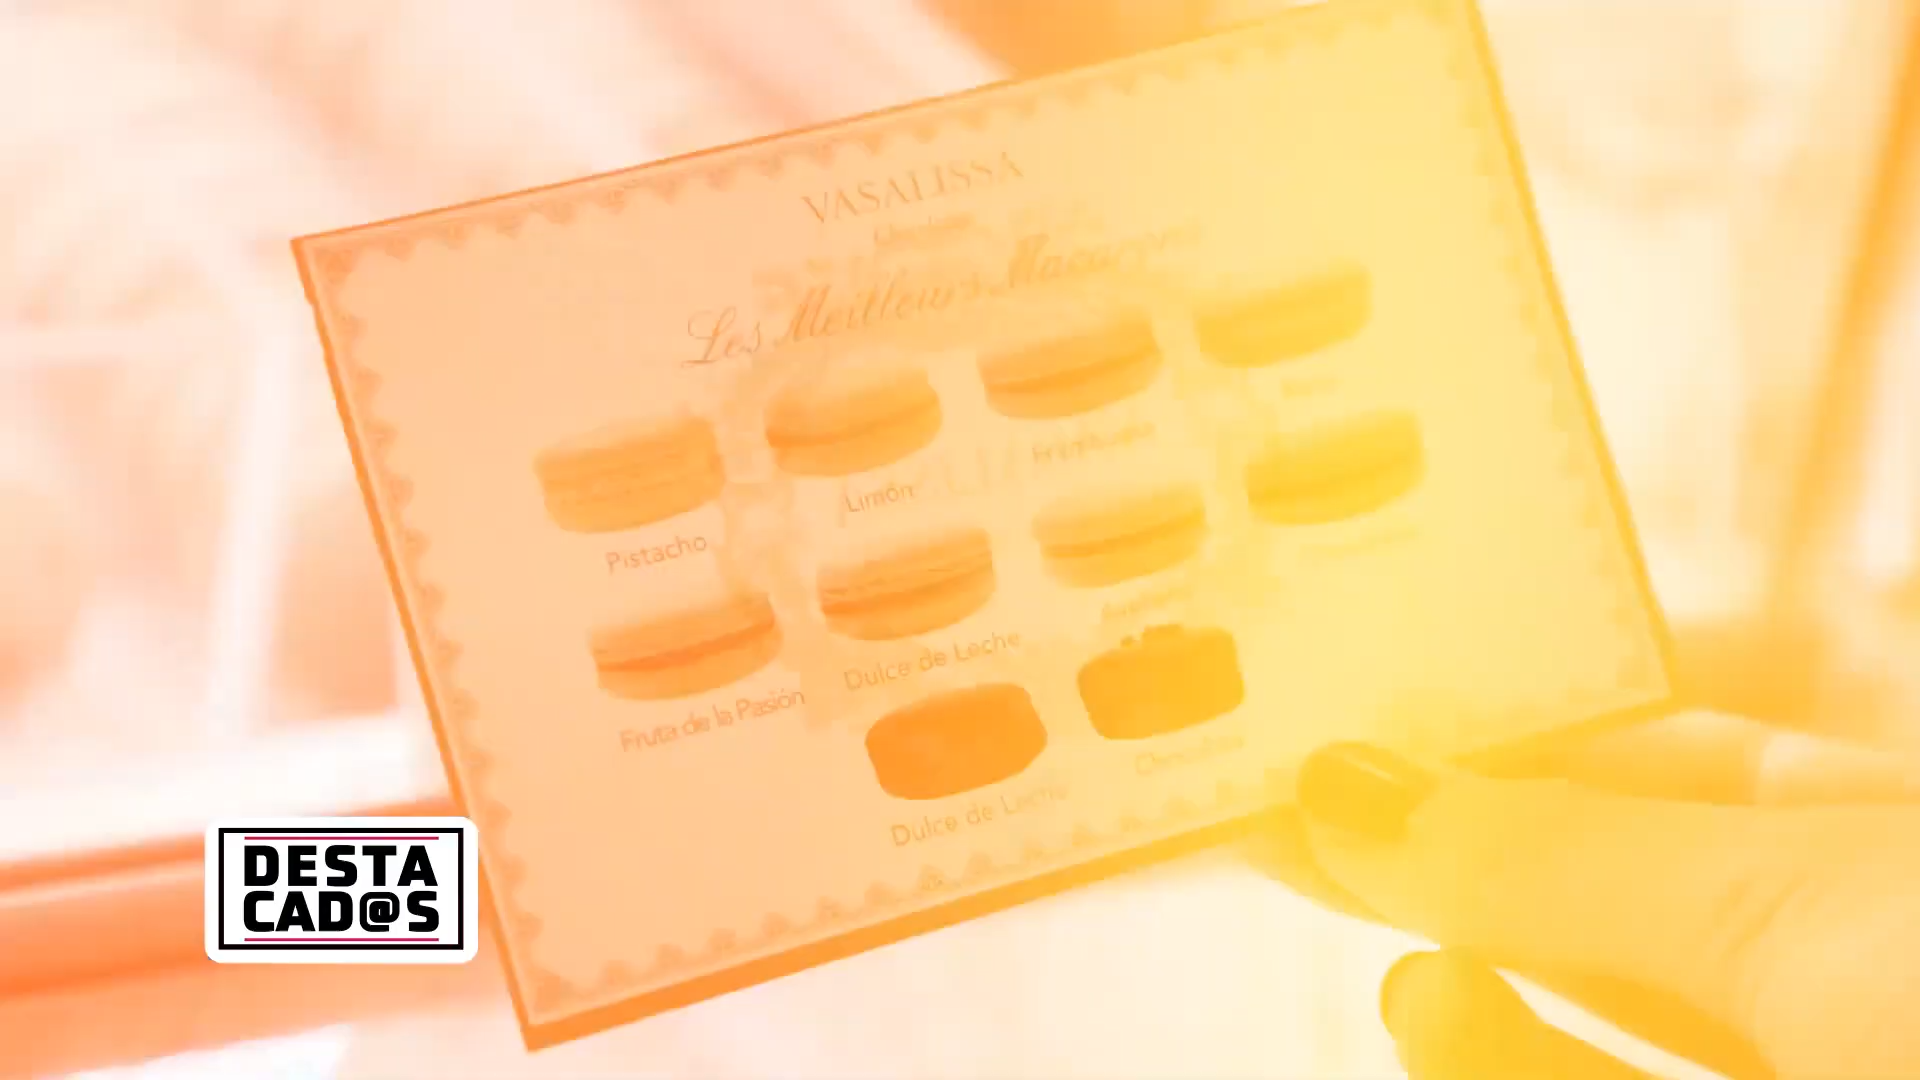 VASALISSA
Les Meilleurs Macarons
Limón
Frambuesa
Pistacho
Dulce de Leche
Fruta de la Pasión
Chocolate
Dulce de Leche
DESTA
CAD@S